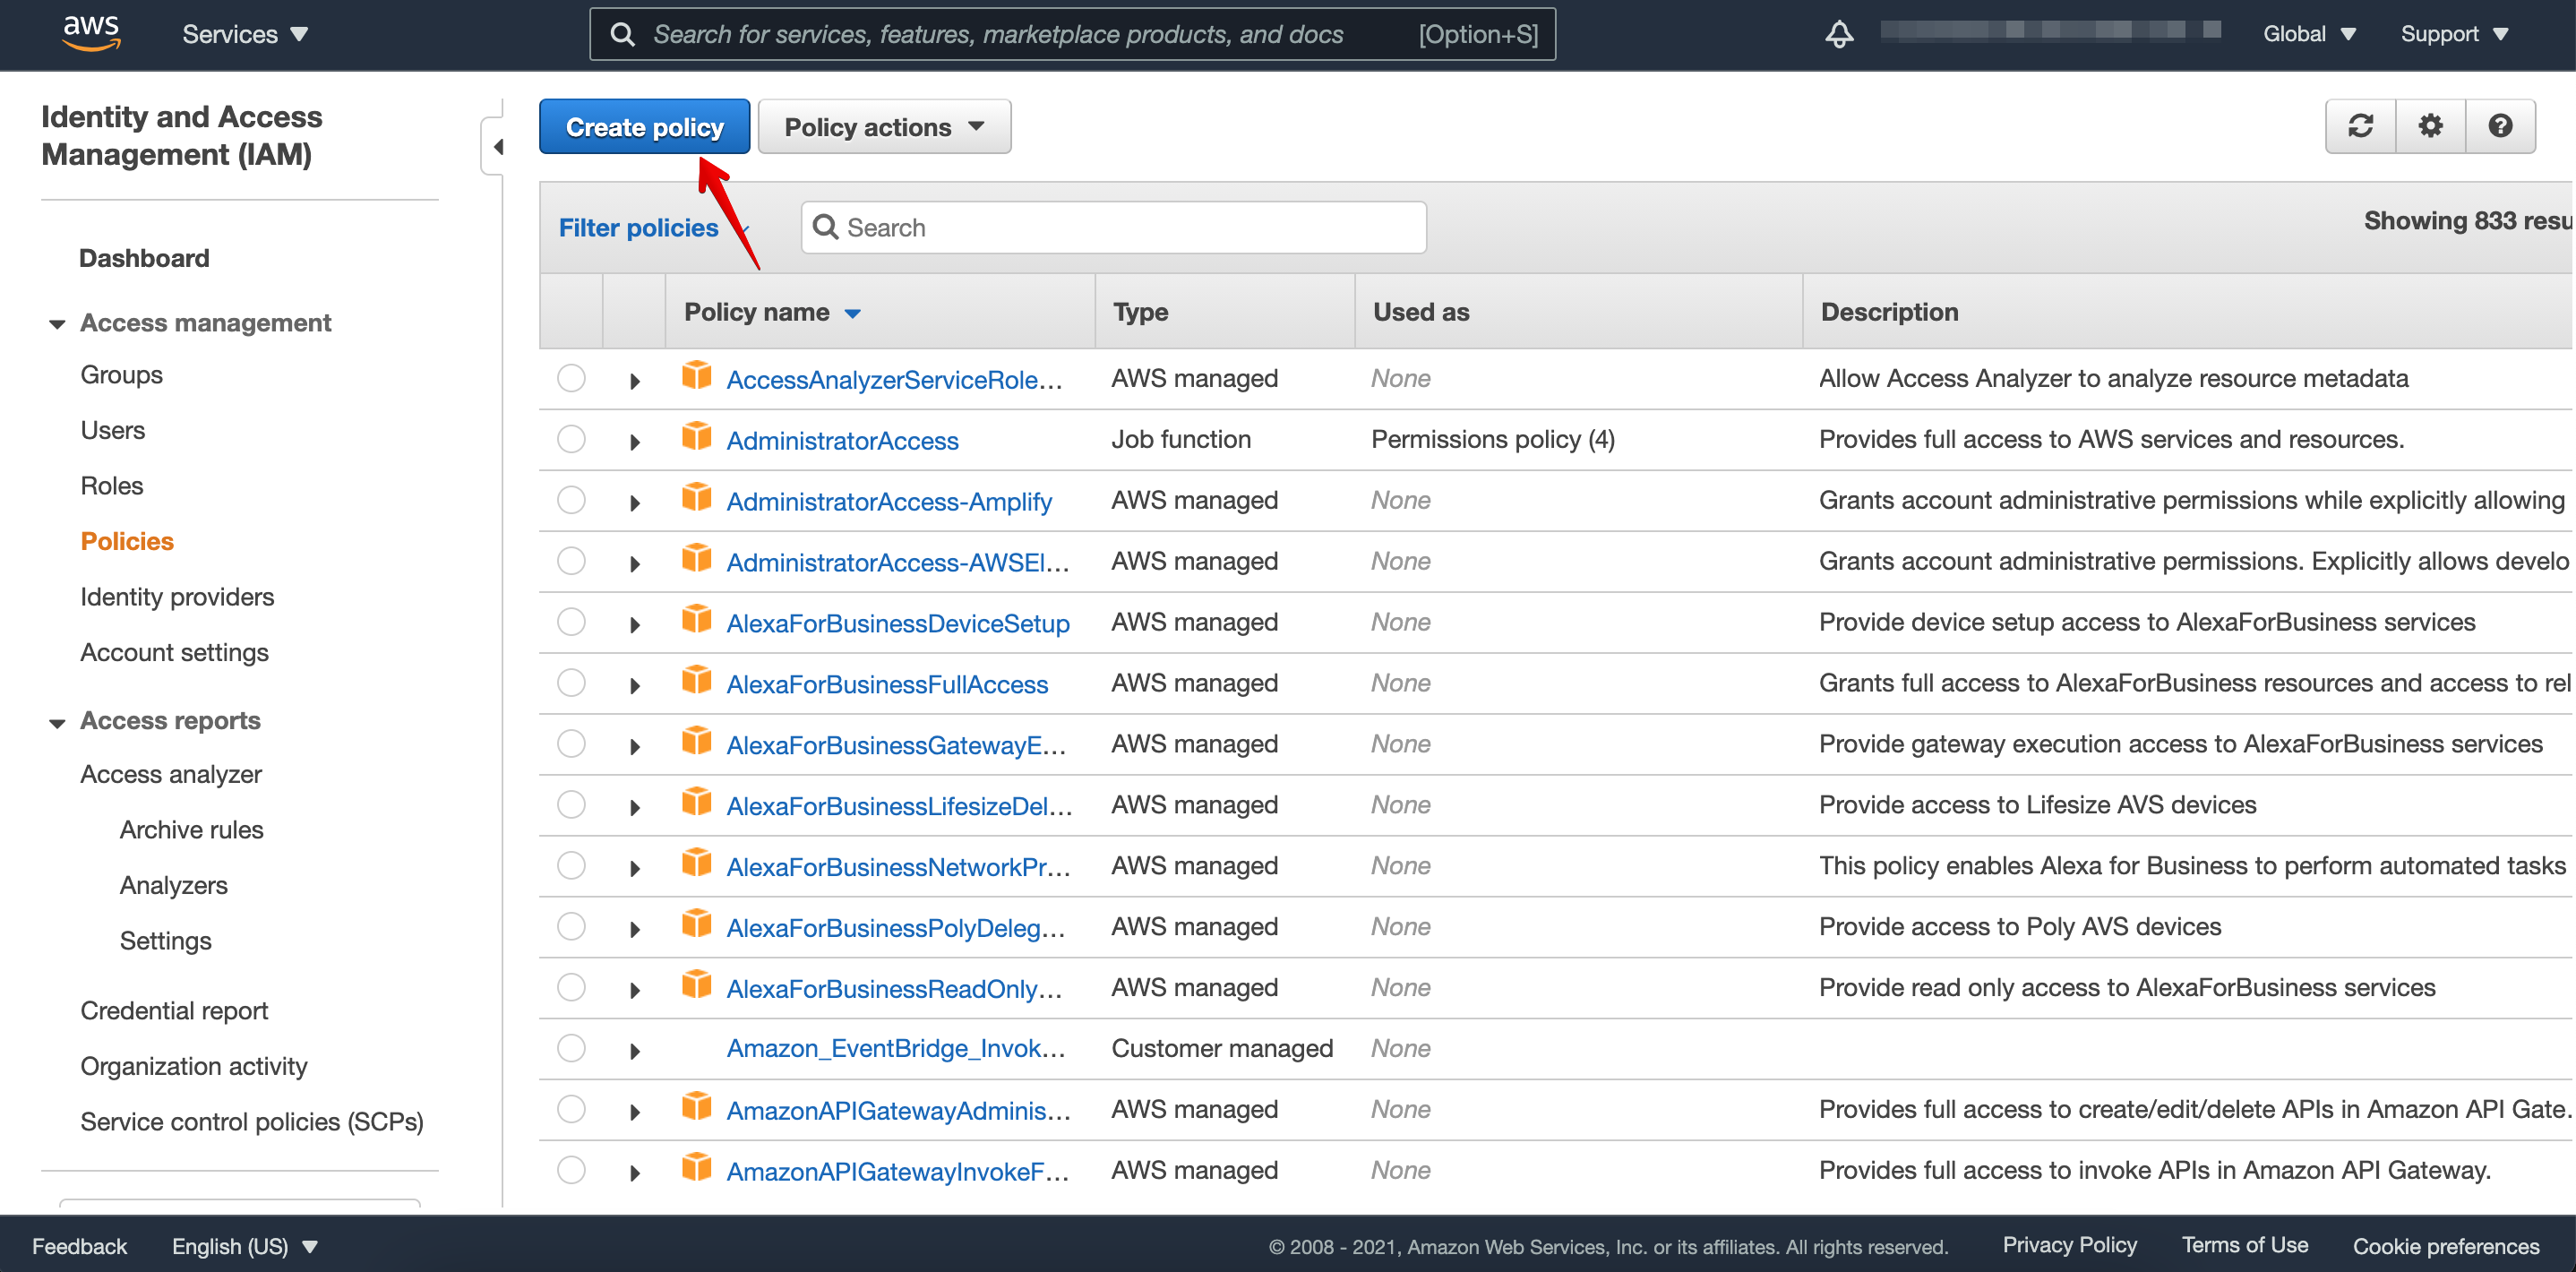 aws Services Search for services, features, marketplace products, and docs [Option+S] Global Support
Identity and Access
Management (IAM)
Dashboard
Access management
Groups
Users
Roles
Policies
Identity providers
Account settings
Access reports
Access analyzer
Archive rules
Analyzers
Settings
Credential report
Organization activity
Service control policies (SCPs)
Create policy Policy actions
Filter policies Search Showing 833 resu
Policy name Type Used as Description
AccessAnalyzerServiceRole... AWS managed None Allow Access Analyzer to analyze resource metadata
AdministratorAccess Job function Permissions policy (4) Provides full access to AWS services and resources.
AdministratorAccess-Amplify AWS managed None Grants account administrative permissions while explicitly allowing
AdministratorAccess-AWSEl... AWS managed None Grants account administrative permissions. Explicitly allows develo
AlexaForBusinessDeviceSetup AWS managed None Provide device setup access to AlexaForBusiness services
AlexaForBusinessFullAccess AWS managed None Grants full access to AlexaForBusiness resources and access to rel
AlexaForBusinessGatewayE... AWS managed None Provide gateway execution access to AlexaForBusiness services
AlexaForBusinessLifesizeDel... AWS managed None Provide access to Lifesize AVS devices
AlexaForBusinessNetworkPr... AWS managed None This policy enables Alexa for Business to perform automated tasks
AlexaForBusinessPolyDeleg... AWS managed None Provide access to Poly AVS devices
AlexaForBusinessReadOnly... AWS managed None Provide read only access to AlexaForBusiness services
Amazon_EventBridge_Invok... Customer managed None
AmazonAPIGatewayAdminis... AWS managed None Provides full access to create/edit/delete APIs in Amazon API Gate.
AmazonAPIGatewayInvokeF... AWS managed None Provides full access to invoke APIs in Amazon API Gateway.
Feedback English (US) © 2008 - 2021, Amazon Web Services, Inc. or its affiliates. All rights reserved. Privacy Policy Terms of Use Cookie preferences